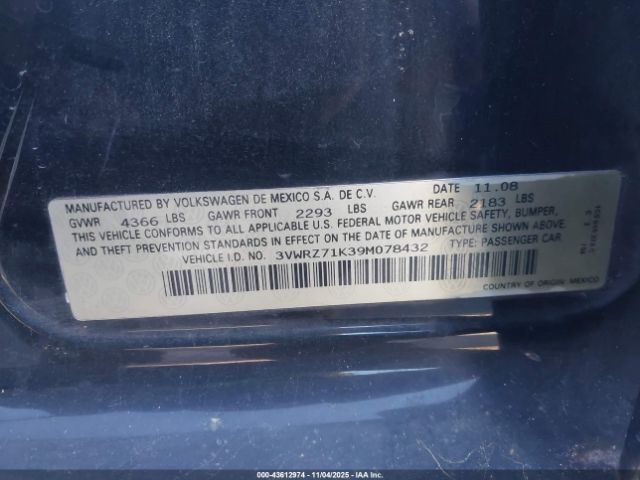 MANUFACTURED BY VOLKSWAGEN DE MEXICO S.A. DE C.V. DATE 11.08
GVWR 4366 LBS GAWR FRONT 2293 LBS GAWR REAR 2183 LBS
THIS VEHICLE CONFORMS TO ALL APPLICABLE U.S. FEDERAL MOTOR VEHICLE SAFETY, BUMPER,
AND THEFT PREVENTION STANDARDS IN EFFECT ON THE DATE OF MANUFACTURE SHOWN ABOVE.
VEHICLE I.D. NO. 3VWRZ71K39M078432 TYPE: PASSENGER CAR
COUNTRY OF ORIGIN: MEXICO
000-43612974 | 11/04/2025 - IAAI.com